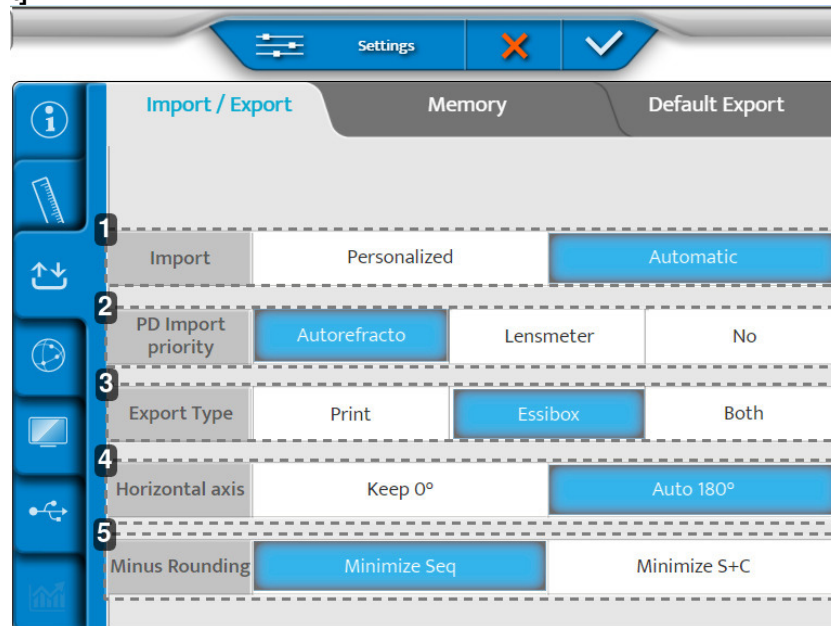 Settings
Import / Export
Memory
Default Export
1
Import
Personalized
Automatic
2
PD Import
priority
Autorefracto
Lensmeter
No
3
Export Type
Print
Essibox
Both
4
Horizontal axis
Keep 0°
Auto 180°
5
Minus Rounding
Minimize Seq
Minimize S+C